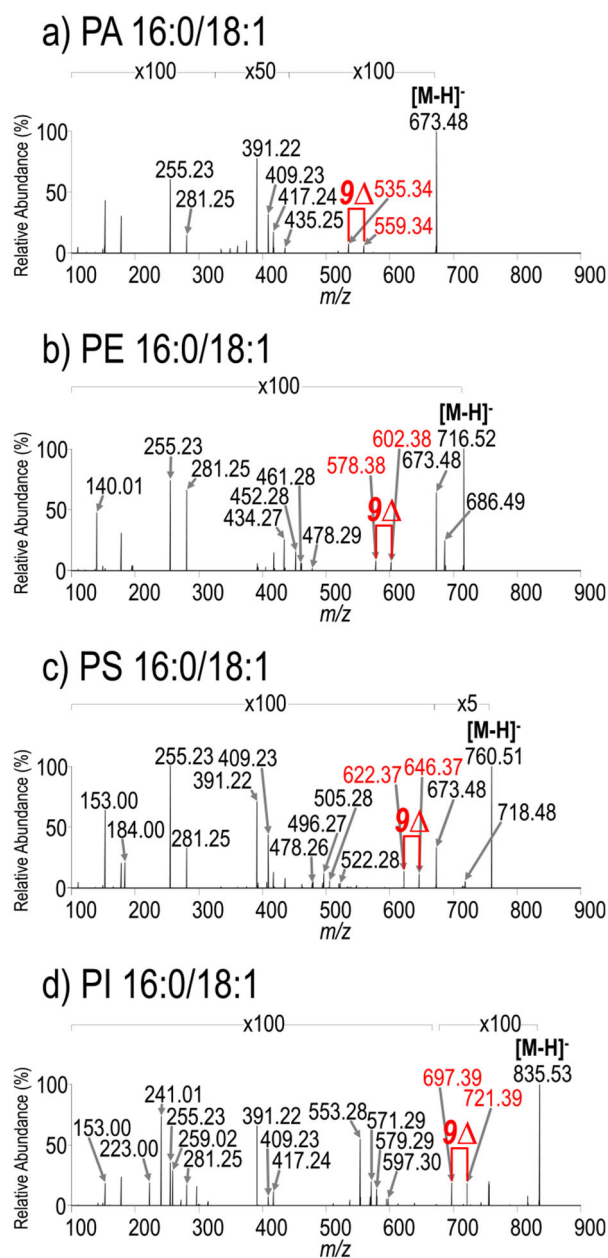 a) PA 16:0/18:1
x100 x50 x100
[M-H]-
673.48
Relative Abundance (%)
100
50
0
391.22
255.23
409.23
417.24
435.25
281.25
9Δ
535.34
559.34
100 200 300 400 500 600 700 800 900
m/z
b) PE 16:0/18:1
x100
[M-H]-
716.52
Relative Abundance (%)
100
50
0
602.38
255.23
281.25
461.28
578.38
673.48
140.01
452.28
434.27
478.29
9Δ
686.49
100 200 300 400 500 600 700 800 900
m/z
c) PS 16:0/18:1
x100 x5
[M-H]-
760.51
Relative Abundance (%)
100
50
0
255.23
409.23
391.22
622.37
646.37
673.48
153.00
184.00
281.25
505.28
496.27
478.26
522.28
9Δ
718.48
100 200 300 400 500 600 700 800 900
m/z
d) PI 16:0/18:1
x100 x100
[M-H]-
835.53
Relative Abundance (%)
100
50
0
241.01
153.00
255.23
223.00
259.02
281.25
391.22
409.23
417.24
553.28
571.29
579.29
597.30
697.39
721.39
9Δ
100 200 300 400 500 600 700 800 900
m/z